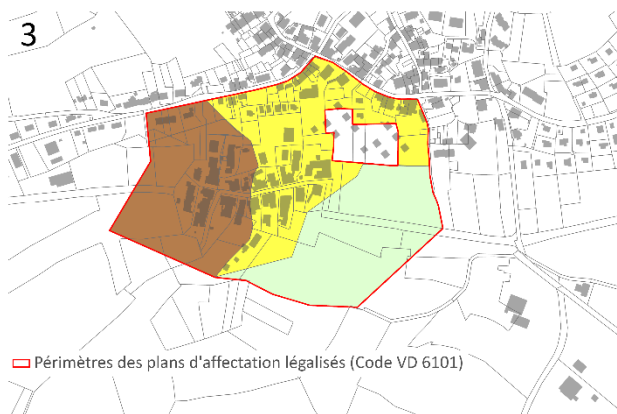 3
Périmètres des plans d'affectation légalisés (Code VD 6101)